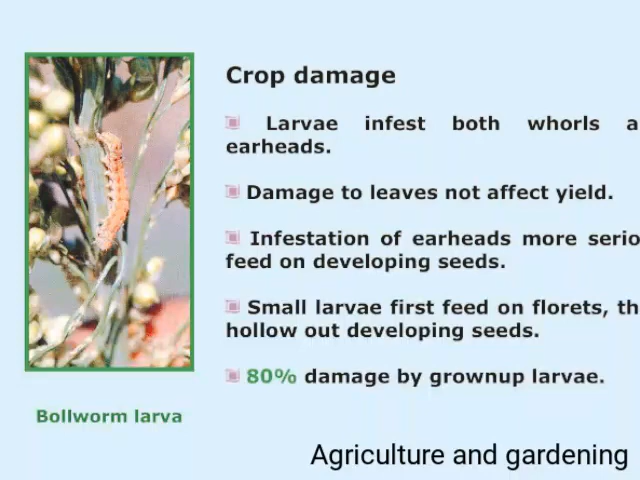 Crop damage
Larvae infest both whorls a
earheads.
Damage to leaves not affect yield.
Infestation of earheads more serio
feed on developing seeds.
Small larvae first feed on florets, th
hollow out developing seeds.
80% damage by grownup larvae.
Bollworm larva
Agriculture and gardening